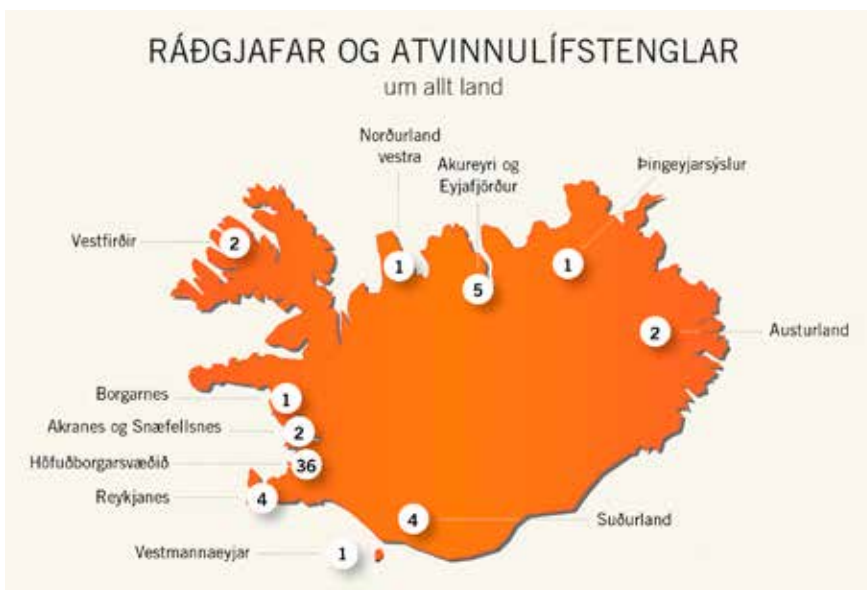 RÁÐGJAFAR OG ATVINNULÍFSTENGLAR
um allt land
Norðurland
vestra
Akureyri og
Eyjafjörður
Þingeyjarsýslur
Vestfirðir
2
1
5
1
2
Austurland
Borgarnes
1
Akranes og Snæfellsnes
2
Höfuðborgarsvæðið
36
Reykjanes
4
4
Suðurland
Vestmannaeyjar
1